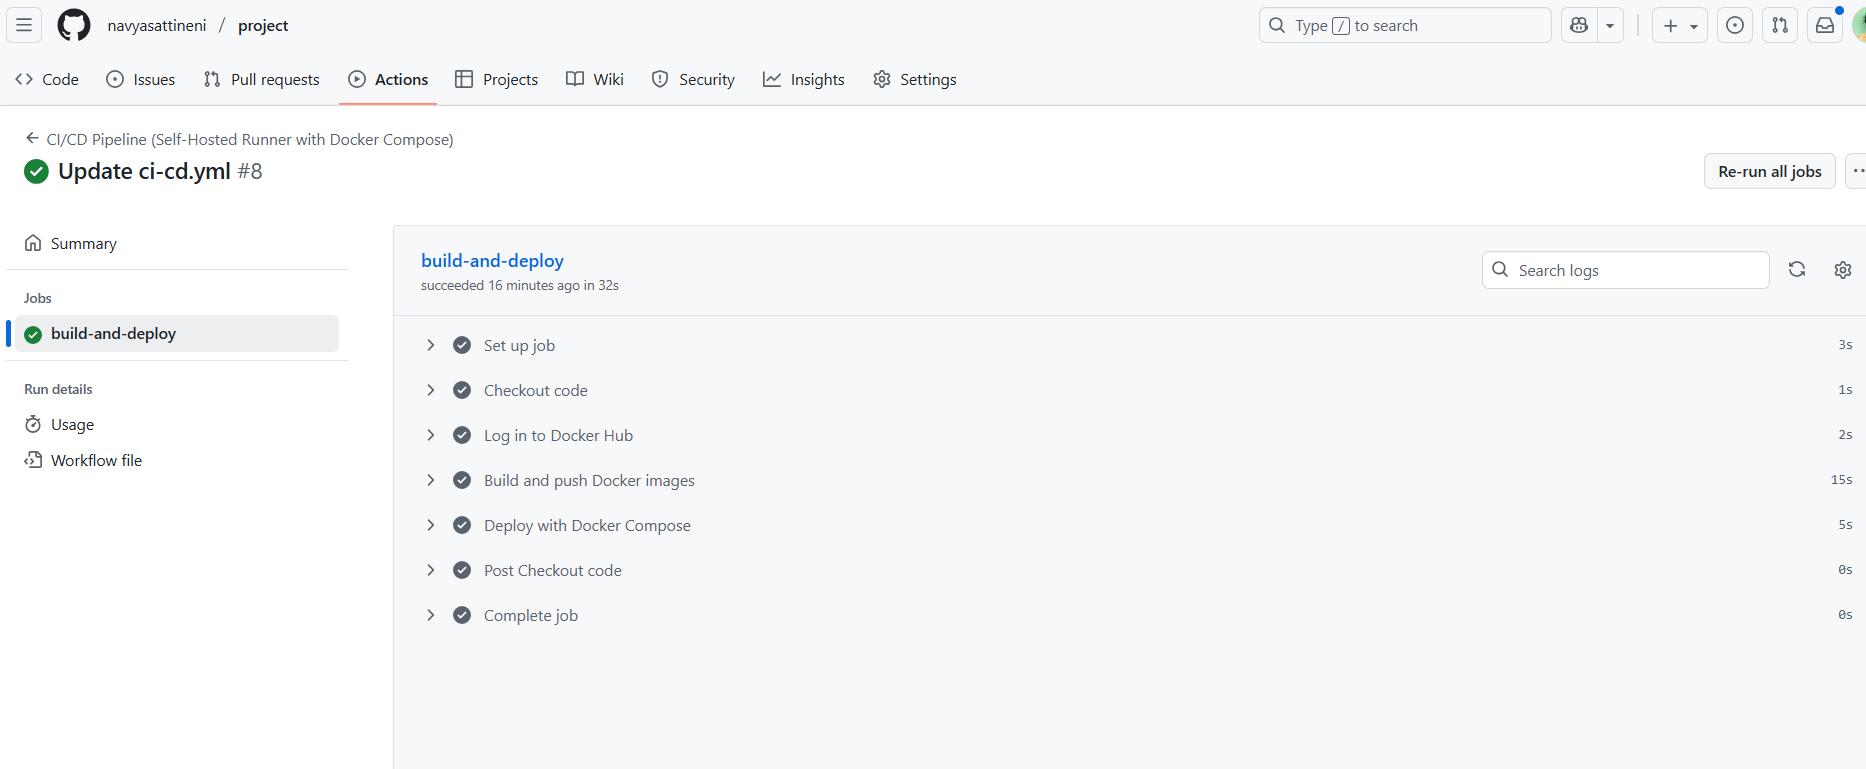 navyasattineni / project
Type / to search
Code
Issues
Pull requests
Actions
Projects
Wiki
Security
Insights
Settings
CI/CD Pipeline (Self-Hosted Runner with Docker Compose)
Update ci-cd.yml #8
Re-run all jobs
Summary
Jobs
build-and-deploy
Run details
Usage
Workflow file
build-and-deploy
succeeded 16 minutes ago in 32s
Search logs
Set up job 3s
Checkout code 1s
Log in to Docker Hub 2s
Build and push Docker images 15s
Deploy with Docker Compose 5s
Post Checkout code 0s
Complete job 0s